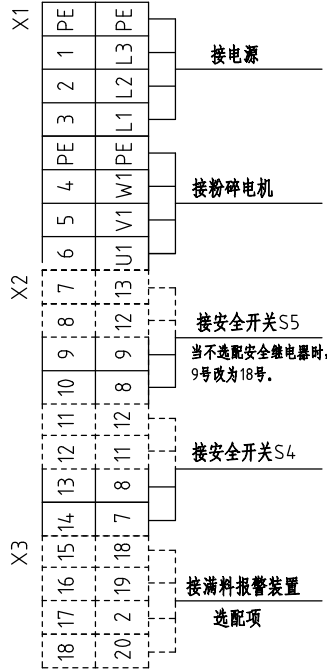 X1
PE PE
1 L3
2 L2
3 L1
接电源
PE PE
4 W1
5 V1
6 U1
接粉碎电机
X2
7 13
8 12
9 9
10 8
接安全开关S5
当不选配安全继电器时,
9号改为18号.
11 12
12 11
13 8
14 7
接安全开关S4
X3
15 18
16 19
17 2
18 20
接满料报警装置
选配项